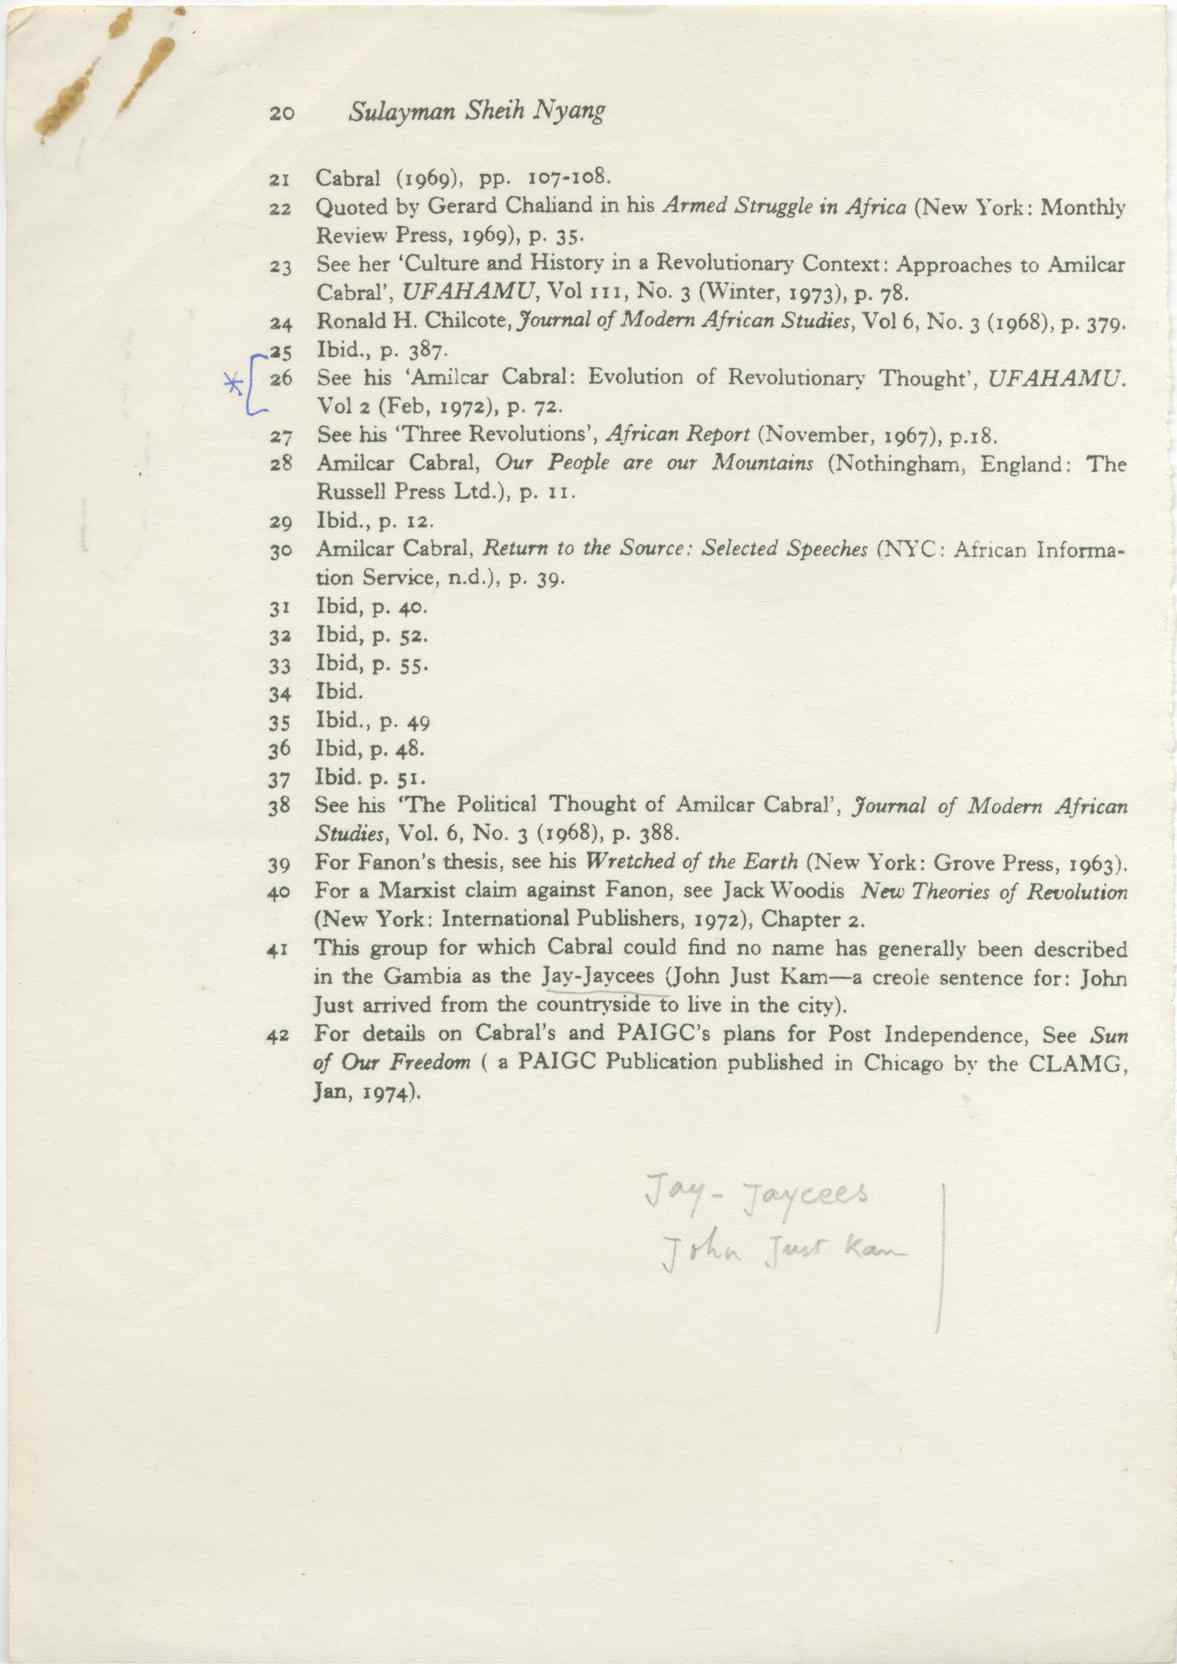 20 Sulayman Sheih Nyang
21 Cabral (1969), pp. 107-108.
22 Quoted by Gerard Chaliand in his Armed Struggle in Africa (New York: Monthly
Review Press, 1969), p. 35.
23 See her ‘Culture and History in a Revolutionary Context: Approaches to Amilcar
Cabral’, UFAHAMU, Vol III, No. 3 (Winter, 1973), p. 78.
24 Ronald H. Chilcote, Journal of Modern African Studies, Vol 6, No. 3 (1968), p. 379.
25 Ibid., p. 387.
* 26 See his ‘Amilcar Cabral: Evolution of Revolutionary Thought’, UFAHAMU.
Vol 2 (Feb, 1972), p. 72.
27 See his ‘Three Revolutions’, African Report (November, 1967), p.18.
28 Amilcar Cabral, Our People are our Mountains (Nothingham, England: The
Russell Press Ltd.), p. 11.
29 Ibid., p. 12.
30 Amilcar Cabral, Return to the Source: Selected Speeches (NYC: African Informa-
tion Service, n.d.), p. 39.
31 Ibid, p. 40.
32 Ibid, p. 52.
33 Ibid, p. 55.
34 Ibid.
35 Ibid., p. 49
36 Ibid, p. 48.
37 Ibid. p. 51.
38 See his ‘The Political Thought of Amilcar Cabral’, Journal of Modern African
Studies, Vol. 6, No. 3 (1968), p. 388.
39 For Fanon’s thesis, see his Wretched of the Earth (New York: Grove Press, 1963).
40 For a Marxist claim against Fanon, see Jack Woodis New Theories of Revolution
(New York: International Publishers, 1972), Chapter 2.
41 This group for which Cabral could find no name has generally been described
in the Gambia as the Jay-Jaycees (John Just Kam—a creole sentence for: John
Just arrived from the countryside to live in the city).
42 For details on Cabral’s and PAIGC’s plans for Post Independence, See Sun
of Our Freedom ( a PAIGC Publication published in Chicago by the CLAMG,
Jan, 1974).
Jay-Jaycees
John Just Kam